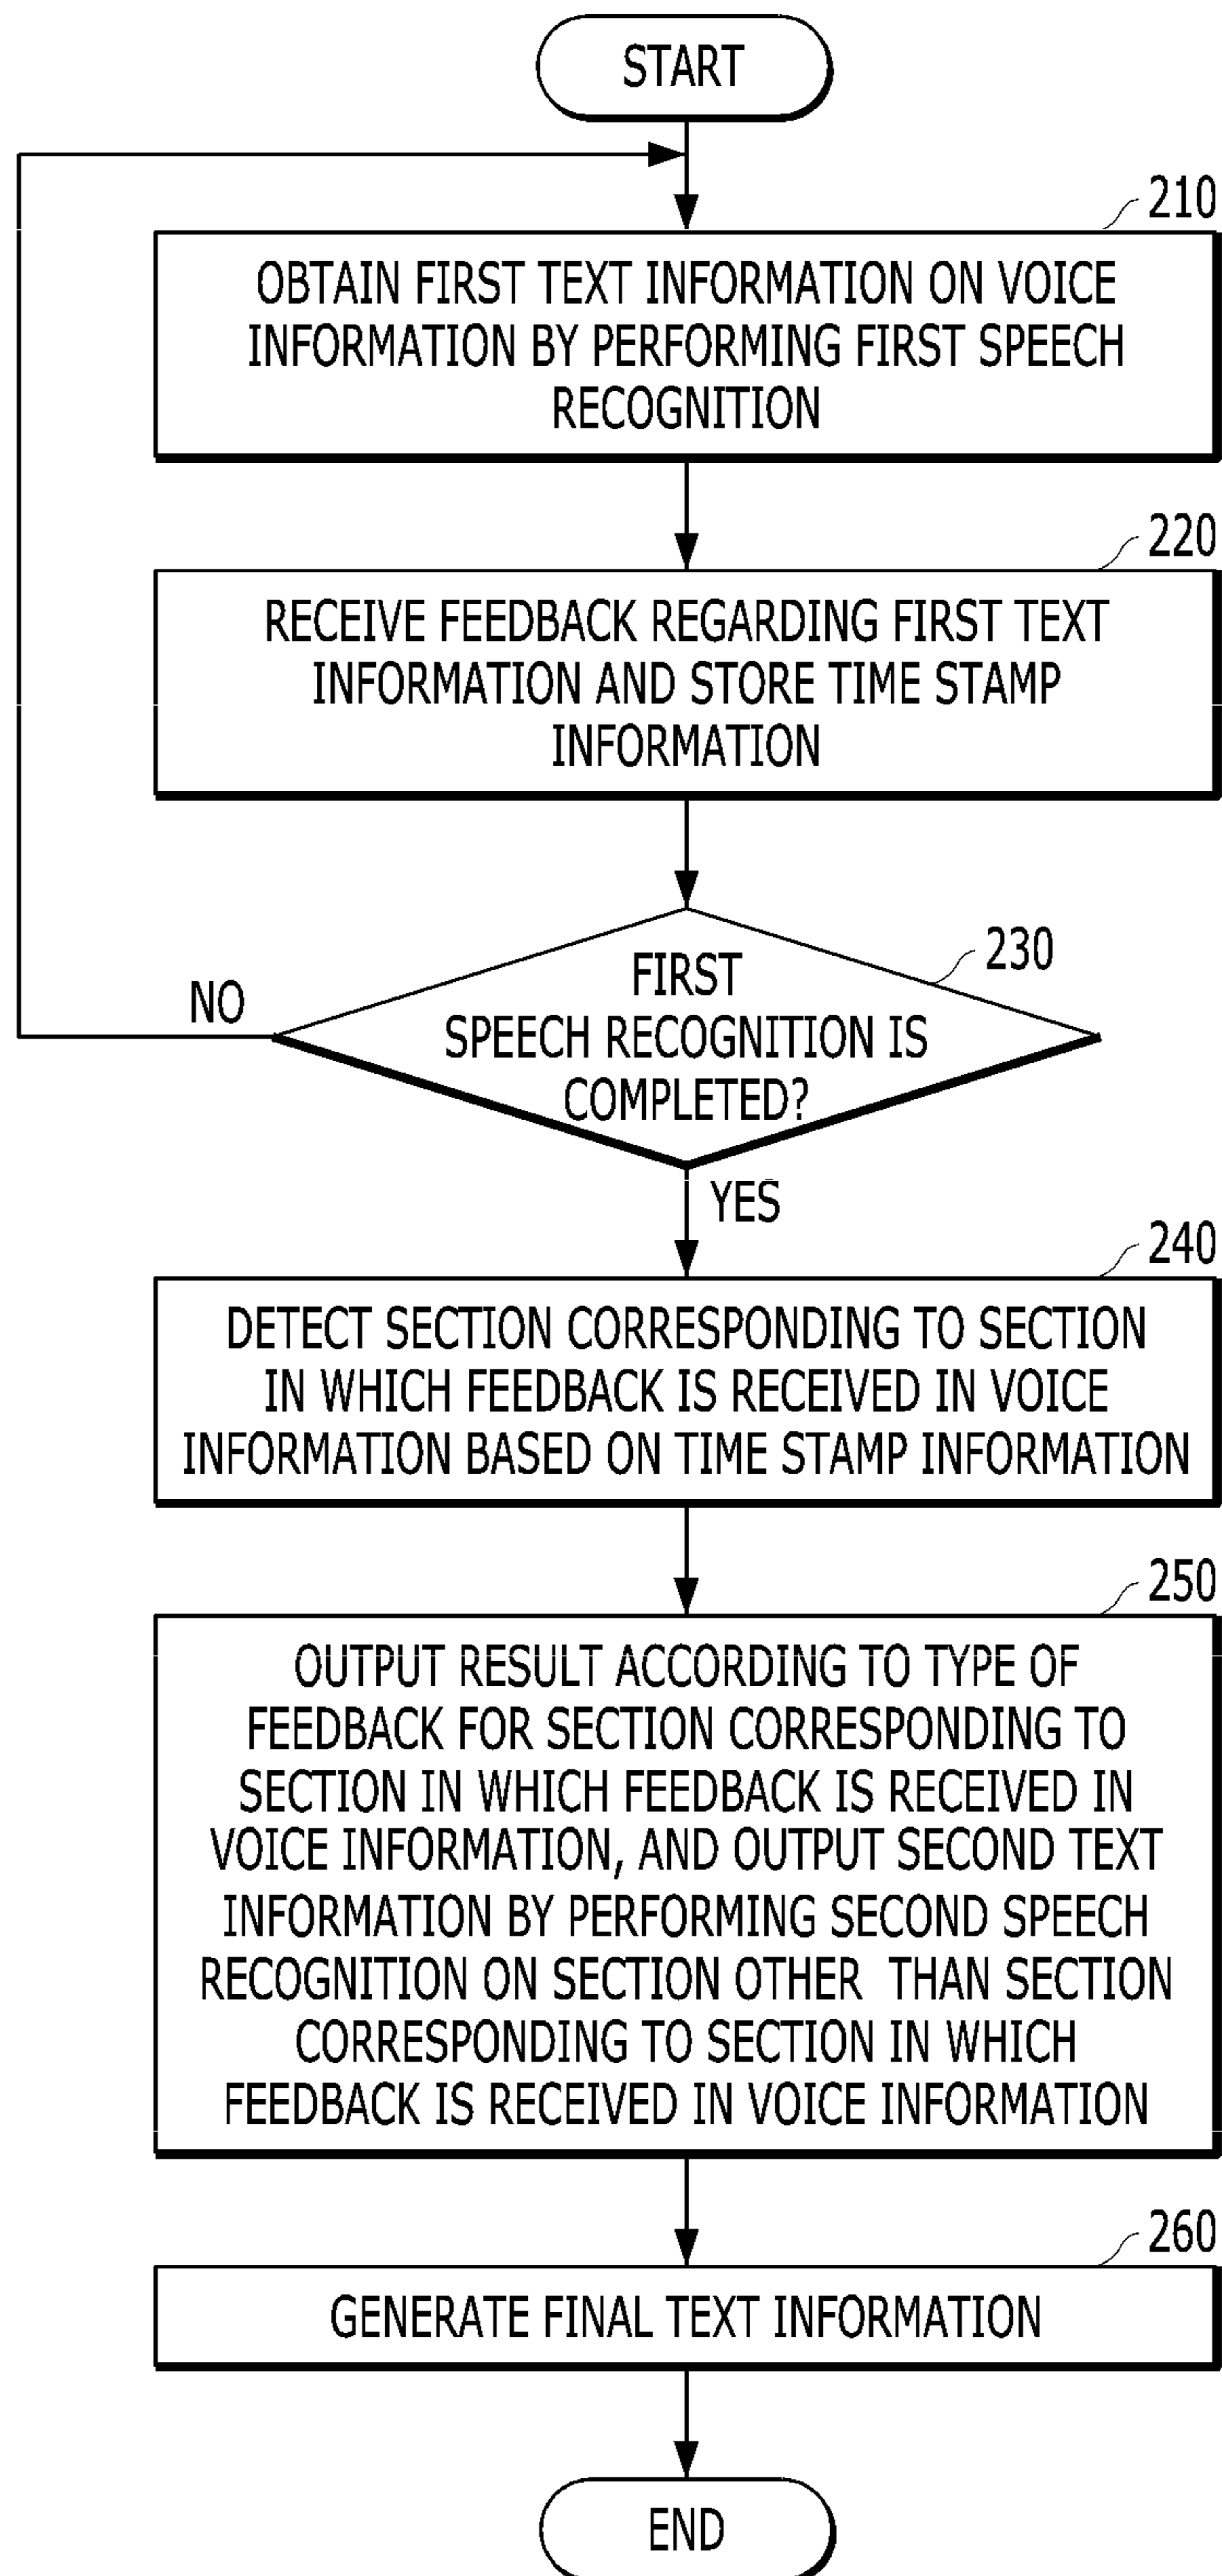 START
210
OBTAIN FIRST TEXT INFORMATION ON VOICE
INFORMATION BY PERFORMING FIRST SPEECH
RECOGNITION
220
RECEIVE FEEDBACK REGARDING FIRST TEXT
INFORMATION AND STORE TIME STAMP
INFORMATION
230
FIRST
SPEECH RECOGNITION IS
COMPLETED?
NO
YES
240
DETECT SECTION CORRESPONDING TO SECTION
IN WHICH FEEDBACK IS RECEIVED IN VOICE
INFORMATION BASED ON TIME STAMP INFORMATION
250
OUTPUT RESULT ACCORDING TO TYPE OF
FEEDBACK FOR SECTION CORRESPONDING TO
SECTION IN WHICH FEEDBACK IS RECEIVED IN
VOICE INFORMATION, AND OUTPUT SECOND TEXT
INFORMATION BY PERFORMING SECOND SPEECH
RECOGNITION ON SECTION OTHER THAN SECTION
CORRESPONDING TO SECTION IN WHICH
FEEDBACK IS RECEIVED IN VOICE INFORMATION
260
GENERATE FINAL TEXT INFORMATION
END